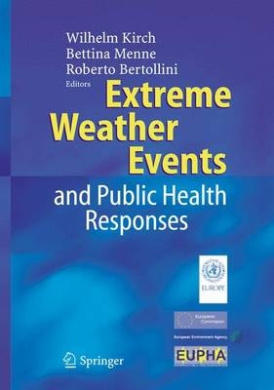 Wilhelm Kirch
Bettina Menne
Roberto Bertollini
Editors
Extreme
Weather
Events
and Public Health
Responses
EUROPE
European
Commission
European Environment Agency
EUPHA
Springer